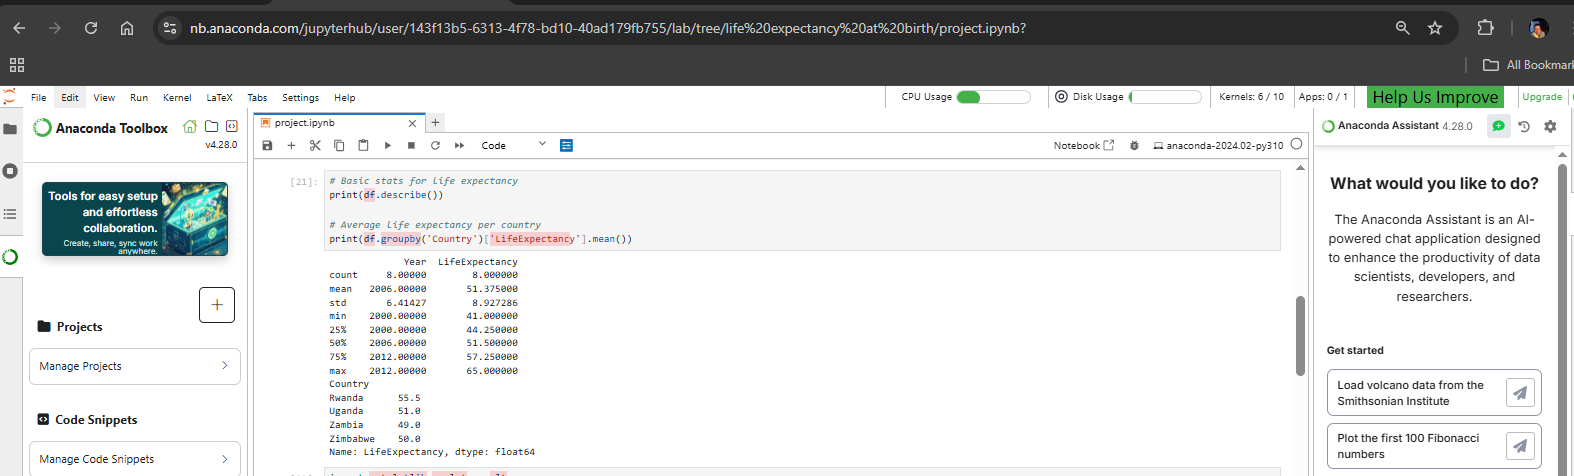 nb.anaconda.com/jupyterhub/user/143f13b5-6313-4f78-bd10-40ad179fb755/lab/tree/life%20expectancy%20at%20birth/project.ipynb?
All Bookmark
File Edit View Run Kernel LaTeX Tabs Settings Help
CPU Usage Disk Usage Kernels: 6 / 10 Apps: 0 / 1 Help Us Improve Upgrade
Anaconda Toolbox
v4.28.0
Tools for easy setup
and effortless
collaboration.
Create, share, sync work
anywhere.
+
Projects
Manage Projects
Code Snippets
Manage Code Snippets
project.ipynb
Code
Notebook
anaconda-2024.02-py310
[21]:
# Basic stats for life expectancy
print(df.describe())
# Average life expectancy per country
print(df.groupby('Country')['LifeExpectancy'].mean())
Year LifeExpectancy
count 8.00000 8.000000
mean 2006.00000 51.375000
std 6.41427 8.927286
min 2000.00000 41.000000
25% 2000.00000 44.250000
50% 2006.00000 51.500000
75% 2012.00000 57.250000
max 2012.00000 65.000000
Country
Rwanda 55.5
Uganda 51.0
Zambia 49.0
Zimbabwe 50.0
Name: LifeExpectancy, dtype: float64
Anaconda Assistant 4.28.0
What would you like to do?
The Anaconda Assistant is an AI-
powered chat application designed
to enhance the productivity of data
scientists, developers, and
researchers.
Get started
Load volcano data from the
Smithsonian Institute
Plot the first 100 Fibonacci
numbers